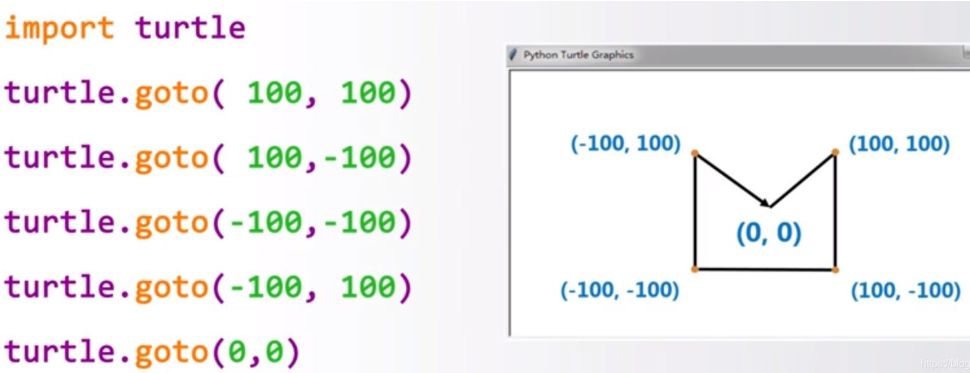 import turtle
turtle.goto( 100, 100)
turtle.goto( 100,-100)
turtle.goto(-100,-100)
turtle.goto(-100, 100)
turtle.goto(0,0)
Python Turtle Graphics
(-100, 100)
(100, 100)
(0, 0)
(-100, -100)
(100, -100)